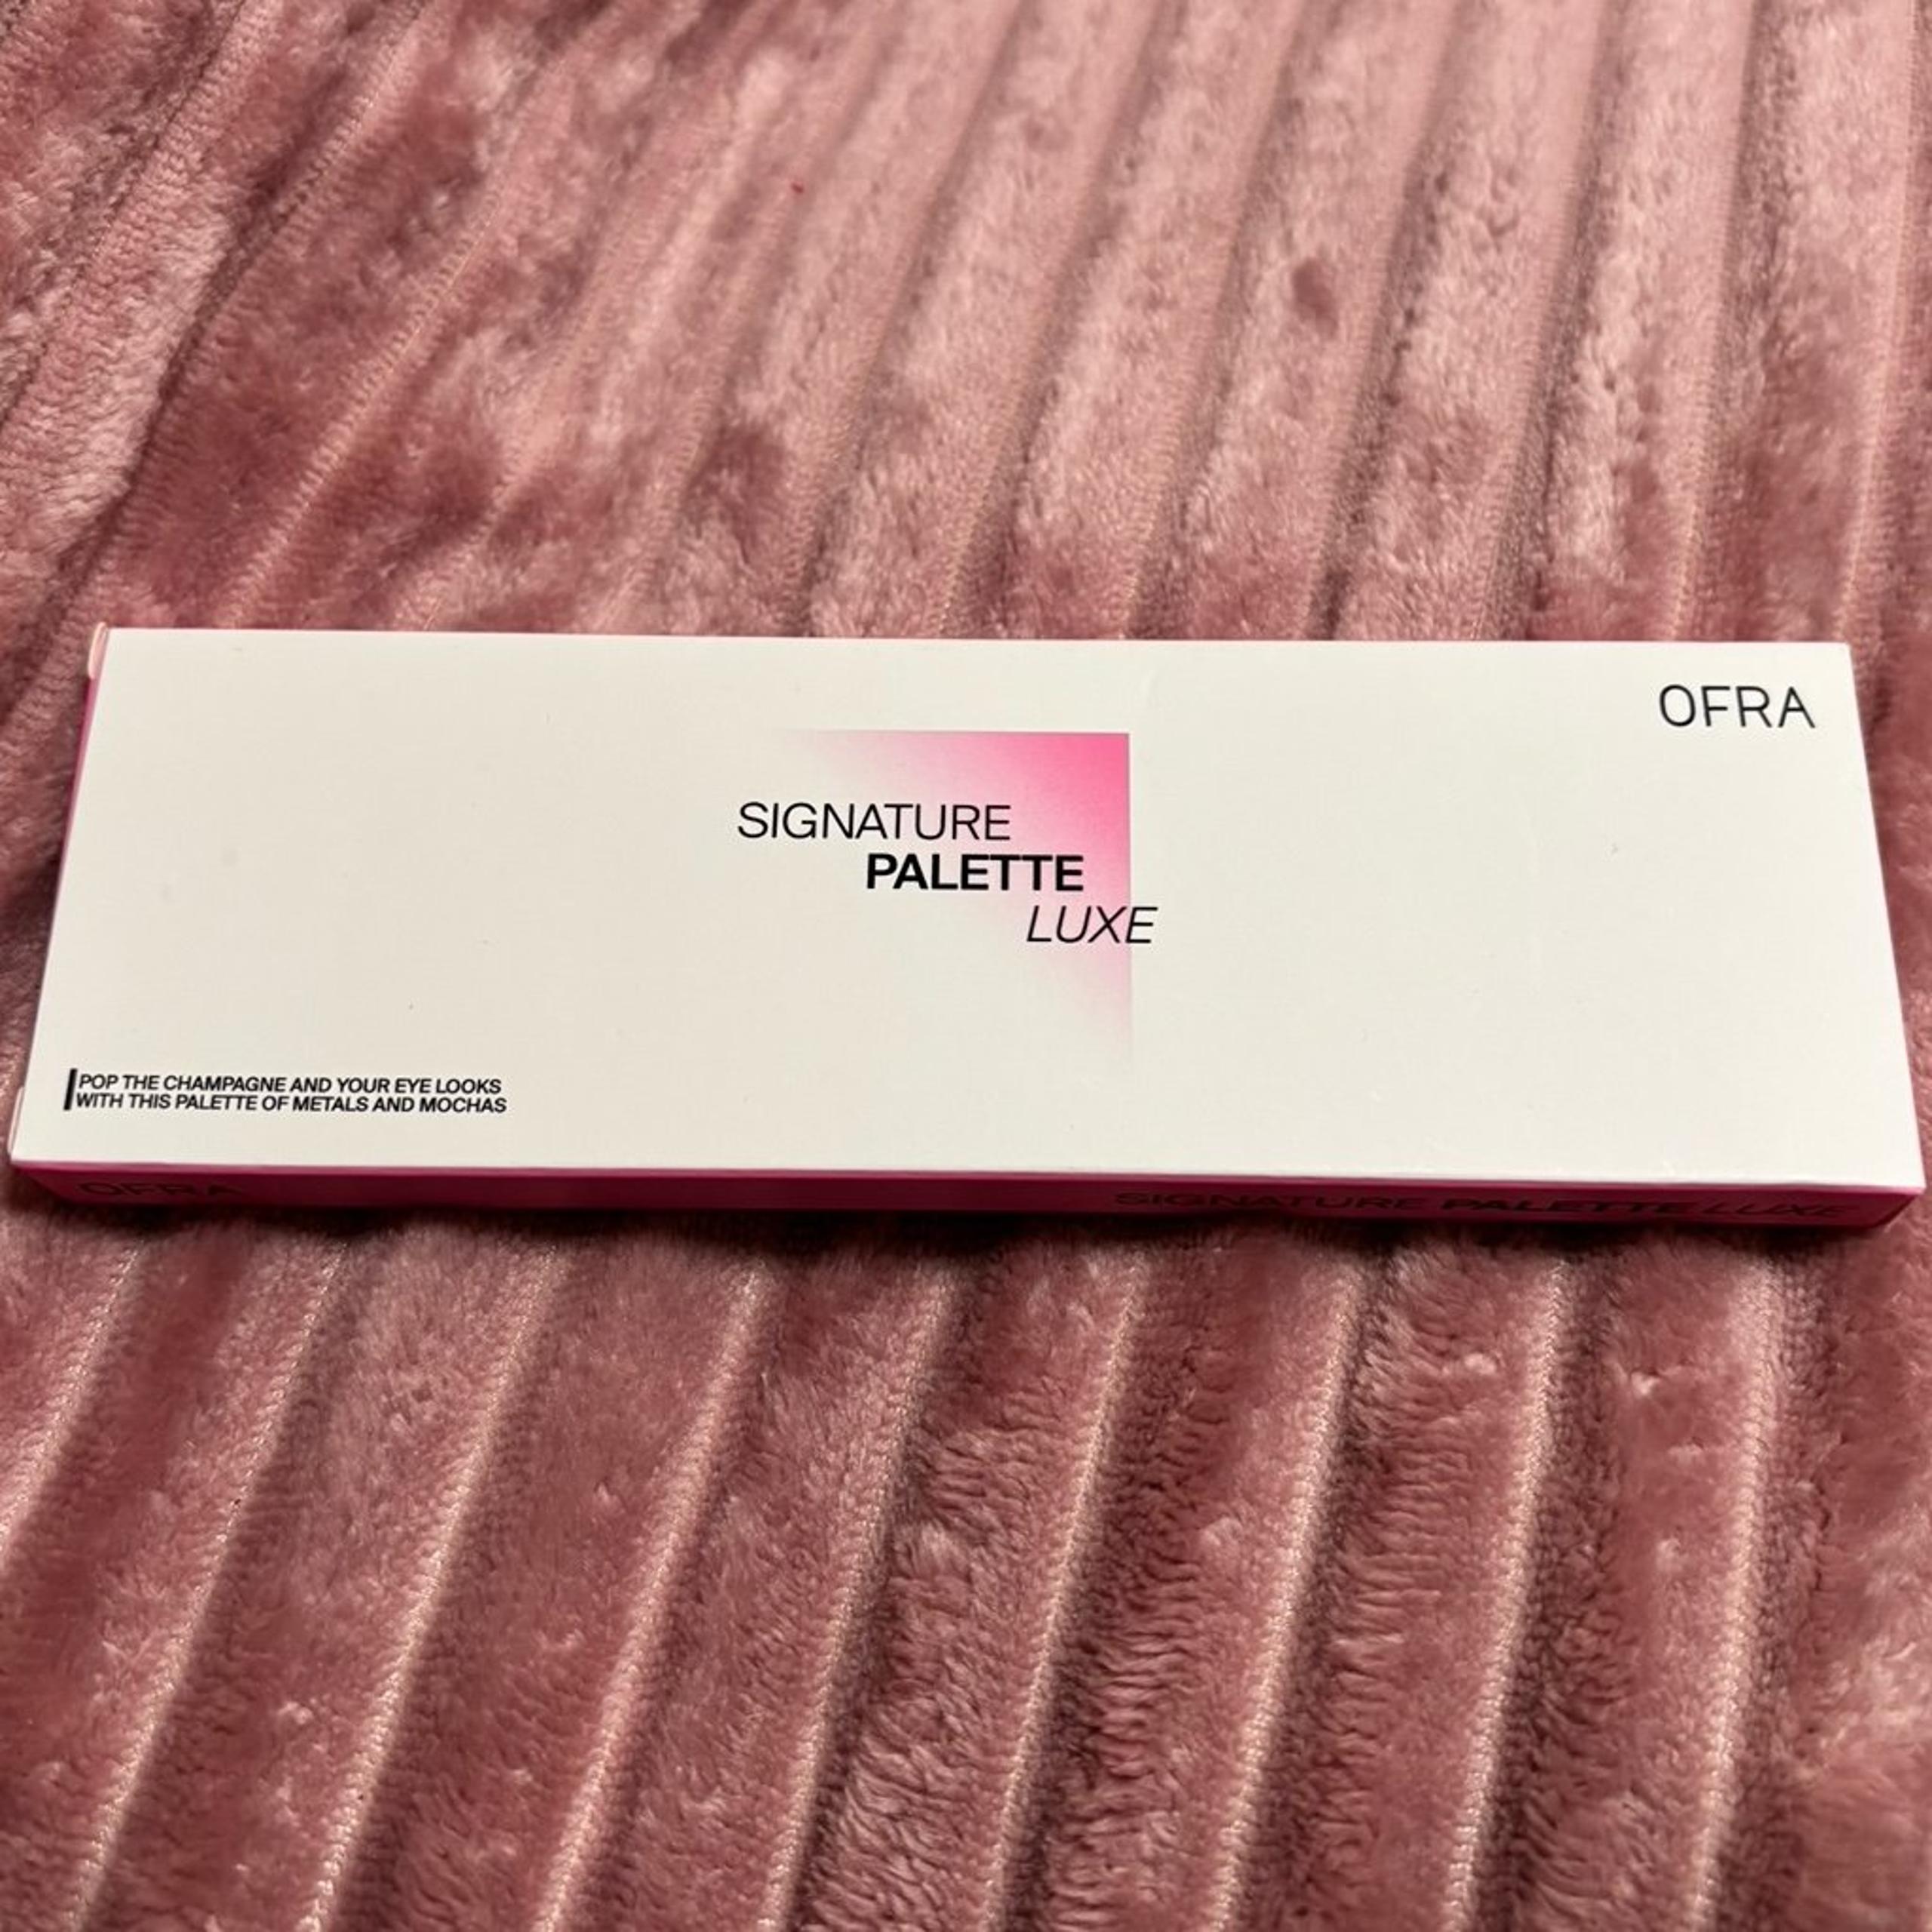 OFRA
SIGNATURE
PALETTE
LUXE
POP THE CHAMPAGNE AND YOUR EYE LOOKS
WITH THIS PALETTE OF METALS AND MOCHAS
OFRA
SIGNATURE PALETTE LUXE